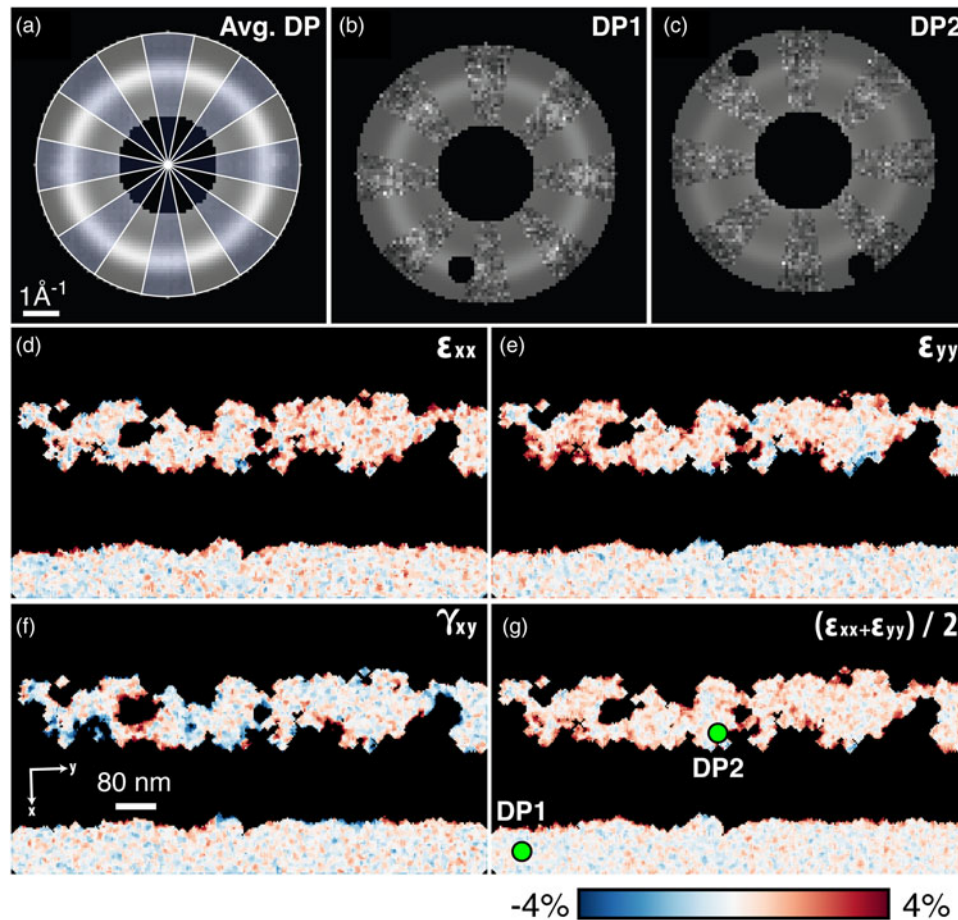 (a) Avg. DP
(b) DP1
(c) DP2
1Å⁻¹
(d) εxx
(e) εyy
(f) γxy
(g) (εxx+εyy) / 2
y
x
80 nm
DP2
DP1
-4% 4%